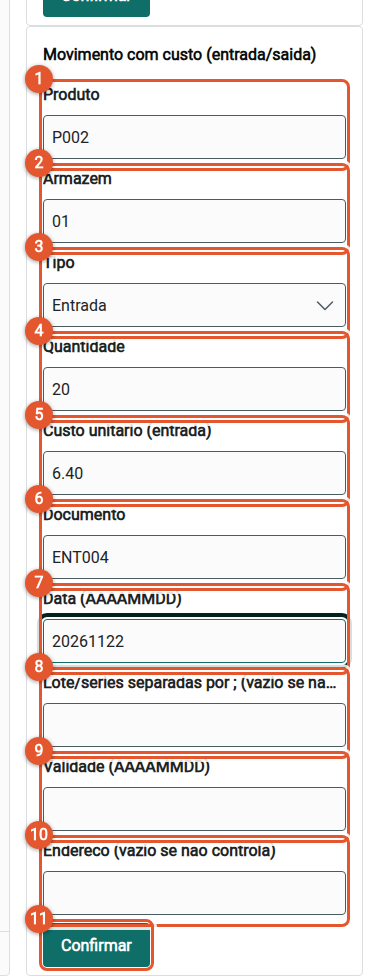 Movimento com custo (entrada/saida)
1
Produto
P002
2
Armazem
01
3
Tipo
Entrada
4
Quantidade
20
5
Custo unitario (entrada)
6.40
6
Documento
ENT004
7
Data (AAAAMMDD)
20261122
8
Lote/series separadas por ; (vazio se na...
9
Validade (AAAAMMDD)
10
Endereco (vazio se nao controla)
11
Confirmar